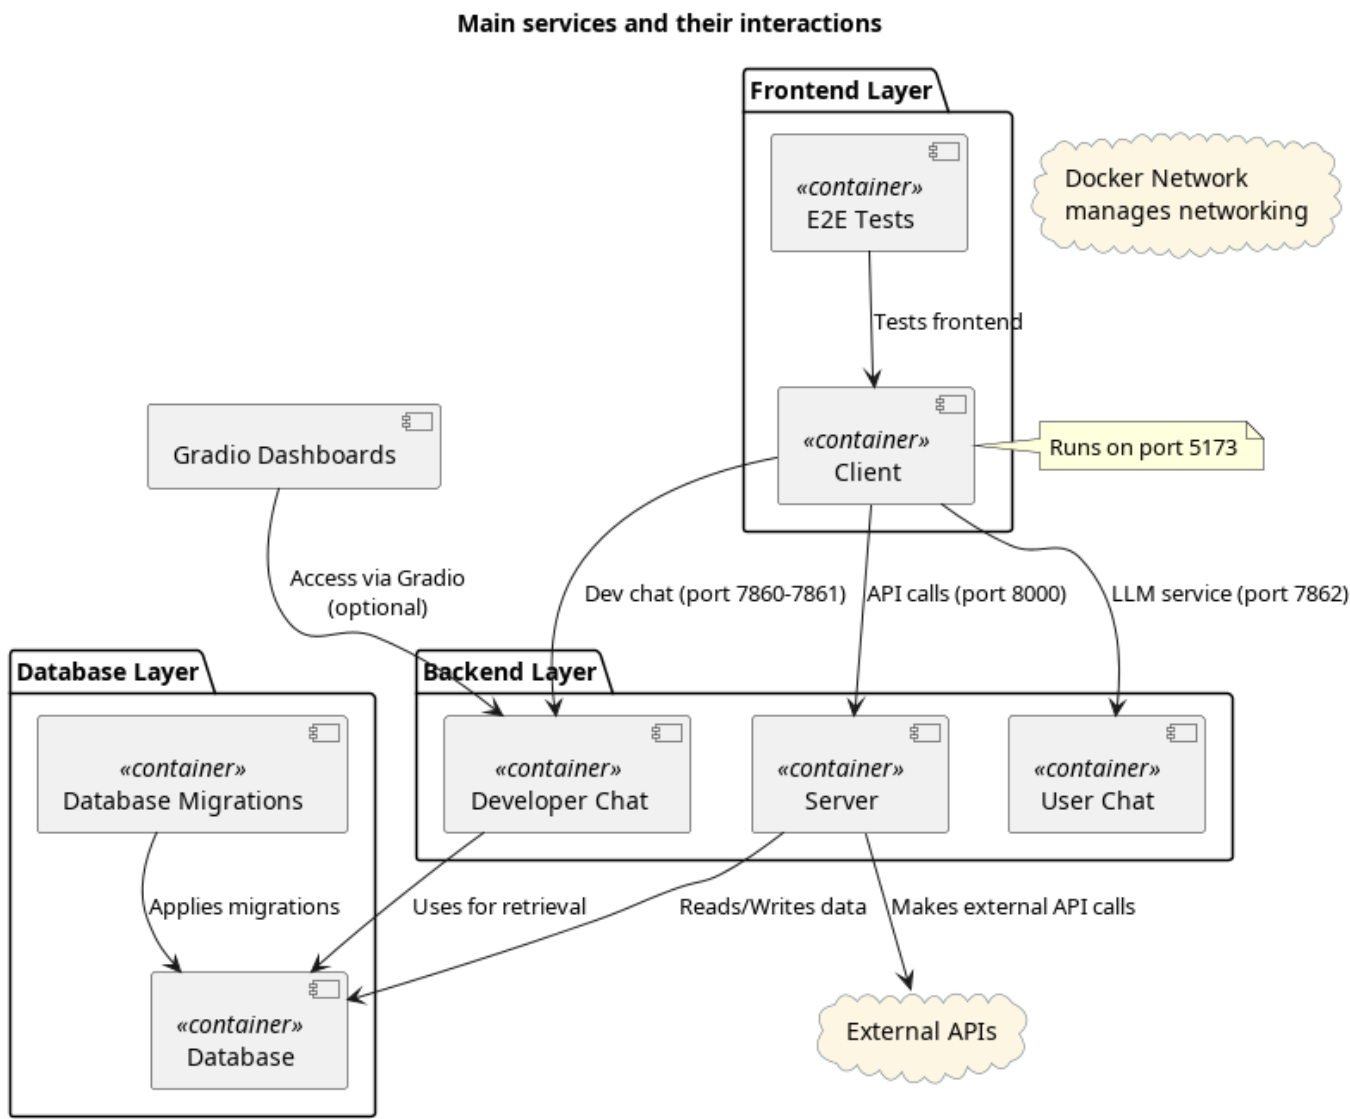 Main services and their interactions
Frontend Layer
«container»
E2E Tests
Docker Network
manages networking
Tests frontend
«container»
Client
Runs on port 5173
Gradio Dashboards
Access via Gradio
(optional)
Dev chat (port 7860-7861)
API calls (port 8000)
LLM service (port 7862)
Database Layer
Backend Layer
«container»
Database Migrations
«container»
Developer Chat
«container»
Server
«container»
User Chat
Applies migrations
Uses for retrieval
Reads/Writes data
Makes external API calls
«container»
Database
External APIs